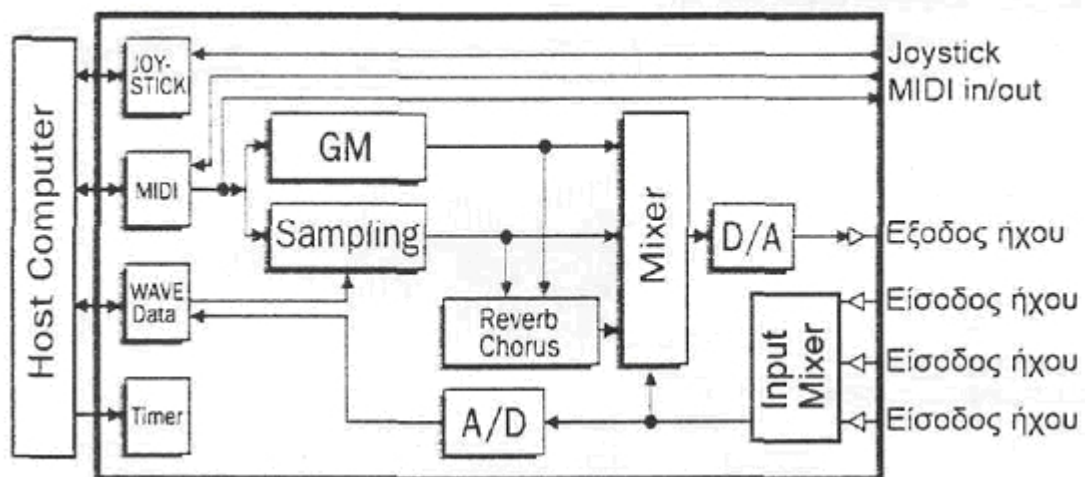 Host Computer
JOY-
STICK
MIDI
WAVE
Data
Timer
GM
Sampling
Reverb
Chorus
A/D
Mixer
D/A
Input
Mixer
Joystick
MIDI in/out
Εξοδος ήχου
Είσοδος ήχου
Είσοδος ήχου
Είσοδος ήχου